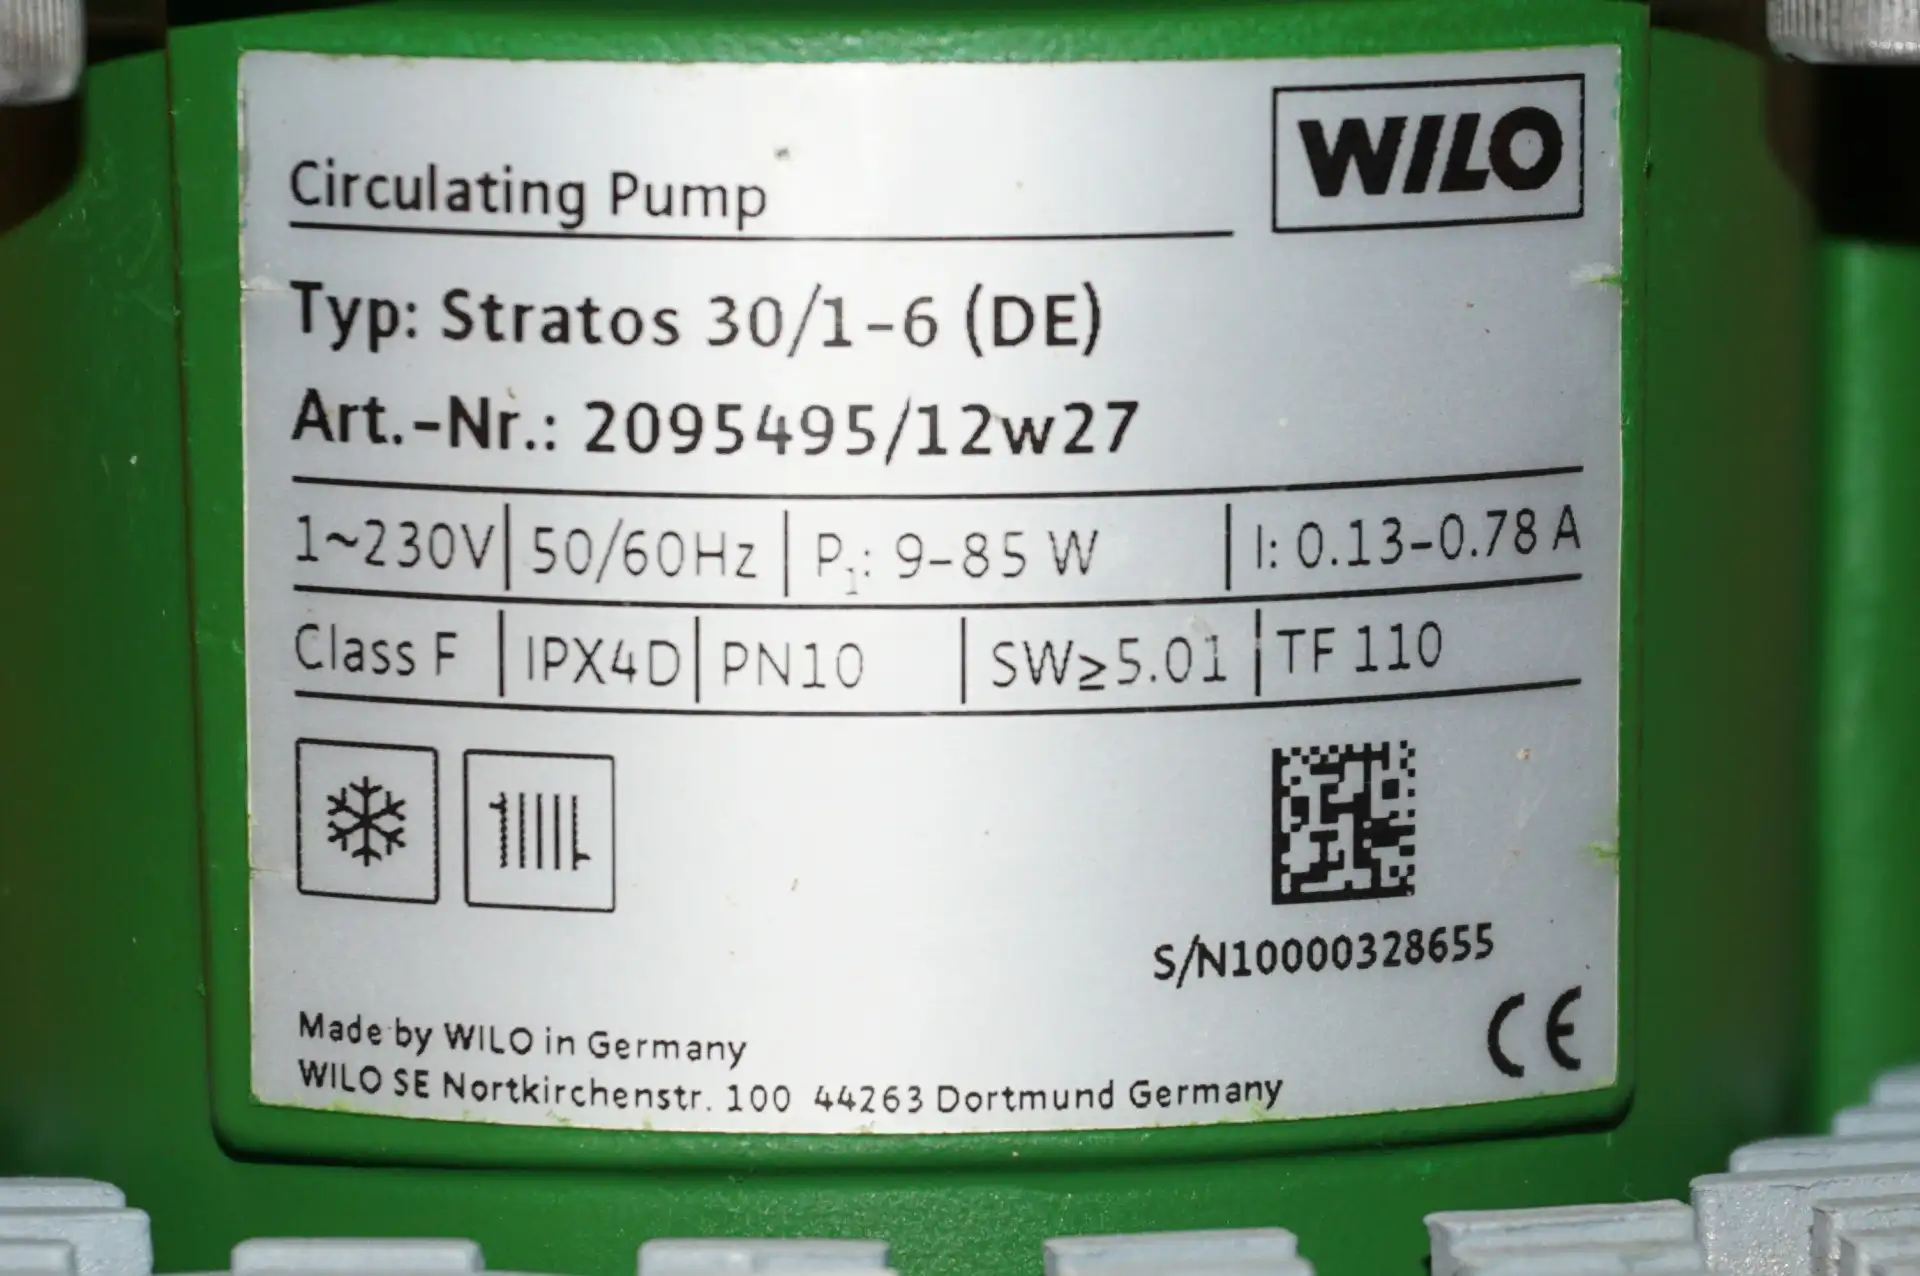 WILO
Circulating Pump
Typ: Stratos 30/1-6 (DE)
Art.-Nr.: 2095495/12w27
1~230V 50/60Hz P1: 9-85 W I: 0.13-0.78 A
Class F IPX4D PN10 SW≥5.01 TF 110
S/N10000328655
CE
Made by WILO in Germany
WILO SE Nortkirchenstr. 100 44263 Dortmund Germany